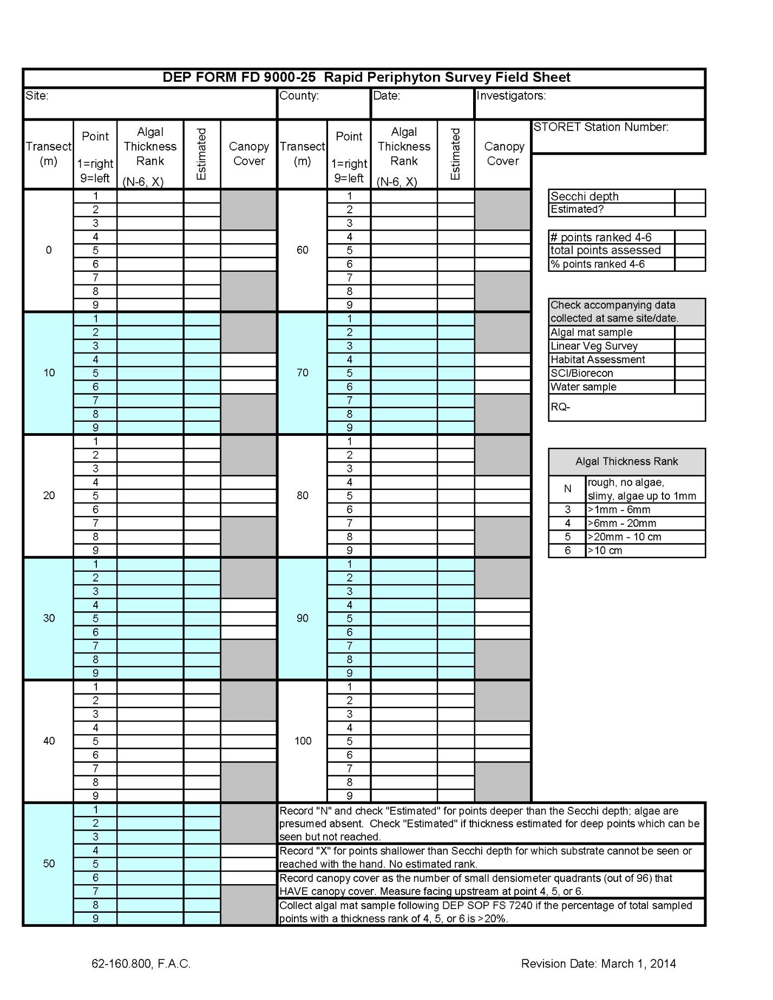 DEP FORM FD 9000-25  Rapid Periphyton Survey Field Sheet
Site:
County:
Date:
Investigators:
Transect
(m)
Point
1=right
9=left
Algal
Thickness
Rank
(N-6, X)
Estimated
Canopy
Cover
Transect
(m)
Point
1=right
9=left
Algal
Thickness
Rank
(N-6, X)
Estimated
Canopy
Cover
STORET Station Number:
0
1
2
3
4
5
6
7
8
9
10
1
2
3
4
5
6
7
8
9
20
1
2
3
4
5
6
7
8
9
30
1
2
3
4
5
6
7
8
9
40
1
2
3
4
5
6
7
8
9
50
1
2
3
4
5
6
7
8
9
60
1
2
3
4
5
6
7
8
9
70
1
2
3
4
5
6
7
8
9
80
1
2
3
4
5
6
7
8
9
90
1
2
3
4
5
6
7
8
9
100
1
2
3
4
5
6
7
8
9
Secchi depth
Estimated?
# points ranked 4-6
total points assessed
% points ranked 4-6
Check accompanying data
collected at same site/date.
Algal mat sample
Linear Veg Survey
Habitat Assessment
SCI/Biorecon
Water sample
RQ-
Algal Thickness Rank
N
rough, no algae,
slimy, algae up to 1mm
3 >1mm - 6mm
4 >6mm - 20mm
5 >20mm - 10 cm
6 >10 cm
Record "N" and check "Estimated" for points deeper than the Secchi depth; algae are
presumed absent.  Check "Estimated" if thickness estimated for deep points which can be
seen but not reached.
Record "X" for points shallower than Secchi depth for which substrate cannot be seen or
reached with the hand. No estimated rank.
Record canopy cover as the number of small densiometer quadrants (out of 96) that
HAVE canopy cover. Measure facing upstream at point 4, 5, or 6.
Collect algal mat sample following DEP SOP FS 7240 if the percentage of total sampled
points with a thickness rank of 4, 5, or 6 is >20%.
62-160.800, F.A.C.
Revision Date: March 1, 2014